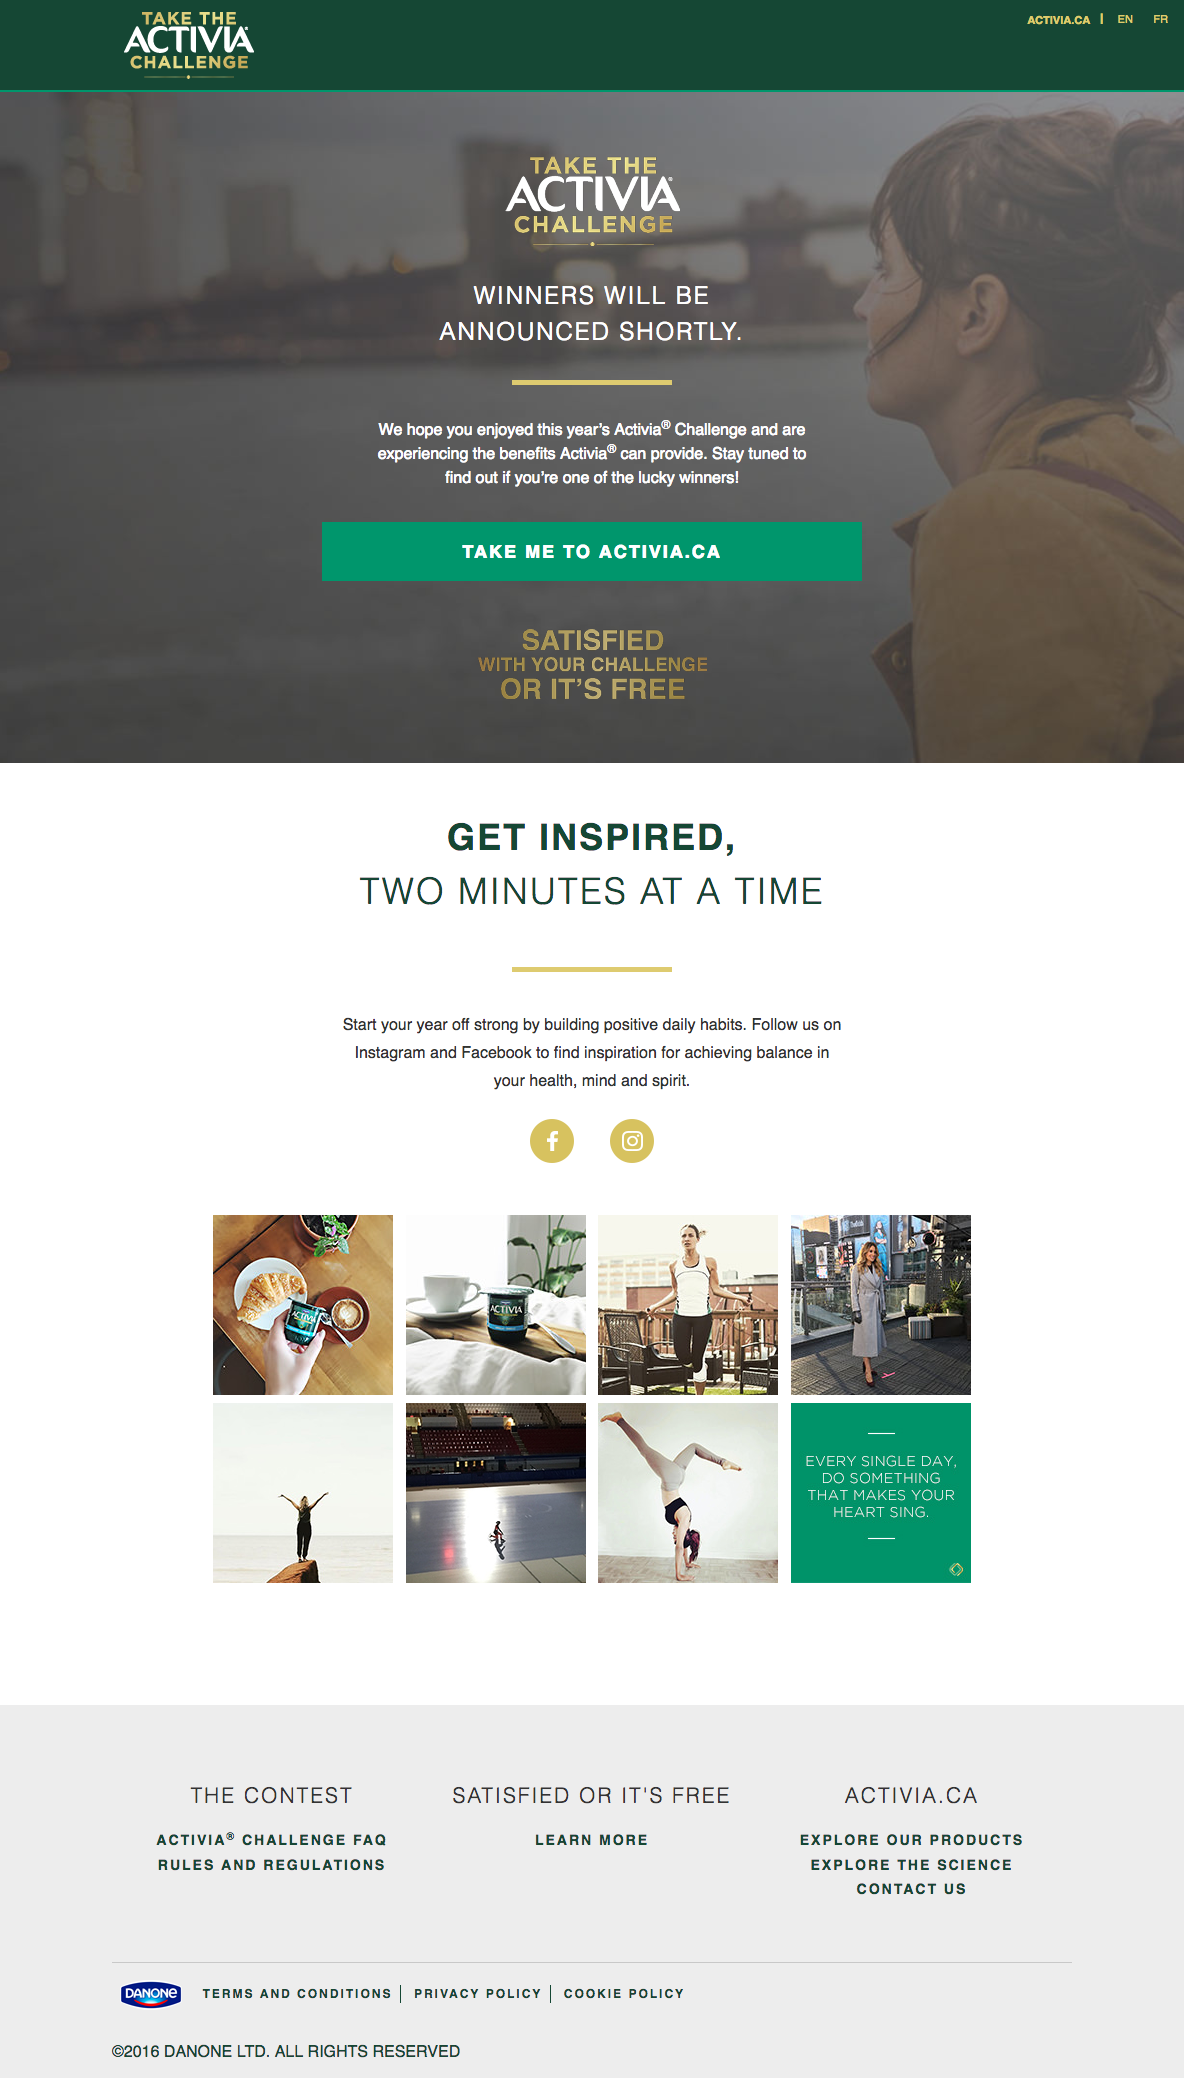 TAKE THE
ACTIVIA®
CHALLENGE
ACTIVIA.CA | EN FR
TAKE THE
ACTIVIA®
CHALLENGE
WINNERS WILL BE
ANNOUNCED SHORTLY.
We hope you enjoyed this year’s Activia® Challenge and are
experiencing the benefits Activia® can provide. Stay tuned to
find out if you’re one of the lucky winners!
TAKE ME TO ACTIVIA.CA
SATISFIED
WITH YOUR CHALLENGE
OR IT’S FREE
GET INSPIRED,
TWO MINUTES AT A TIME
Start your year off strong by building positive daily habits. Follow us on
Instagram and Facebook to find inspiration for achieving balance in
your health, mind and spirit.
ACTIVIA
ACTIVIA
EVERY SINGLE DAY,
DO SOMETHING
THAT MAKES YOUR
HEART SING.
THE CONTEST
ACTIVIA® CHALLENGE FAQ
RULES AND REGULATIONS
SATISFIED OR IT'S FREE
LEARN MORE
ACTIVIA.CA
EXPLORE OUR PRODUCTS
EXPLORE THE SCIENCE
CONTACT US
DANONE
TERMS AND CONDITIONS | PRIVACY POLICY | COOKIE POLICY
©2016 DANONE LTD. ALL RIGHTS RESERVED